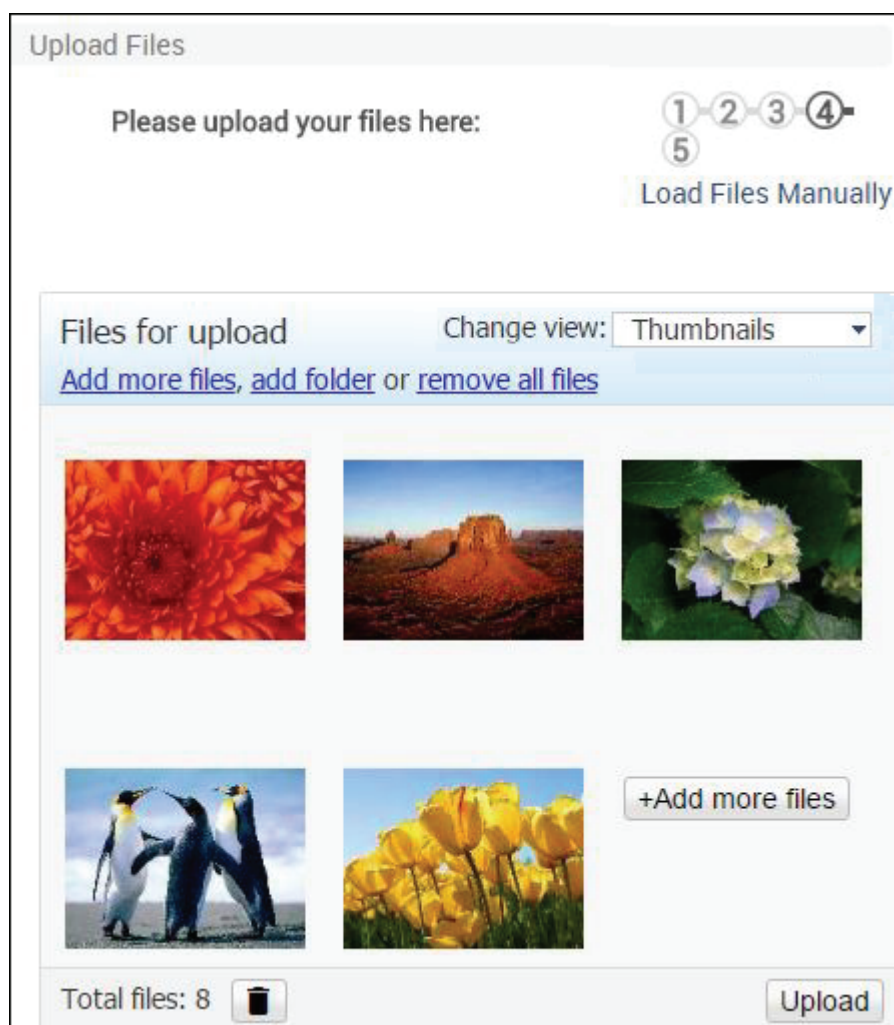 Upload Files
Please upload your files here:
1 2 3 4
5
Load Files Manually
Files for upload
Change view: Thumbnails
Add more files, add folder or remove all files
+Add more files
Total files: 8
Upload